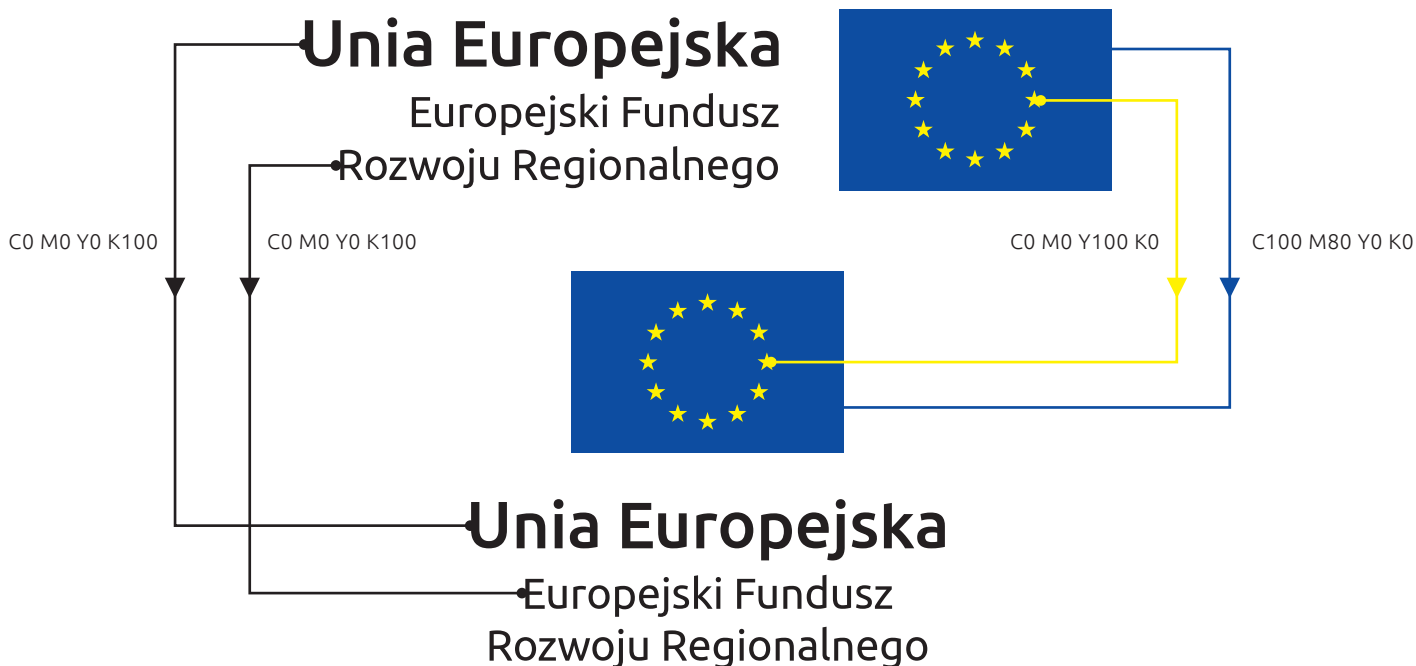 Unia Europejska
Europejski Fundusz
Rozwoju Regionalnego
C0 M0 Y0 K100
C0 M0 Y0 K100
C0 M0 Y100 K0
C100 M80 Y0 K0
Unia Europejska
Europejski Fundusz
Rozwoju Regionalnego